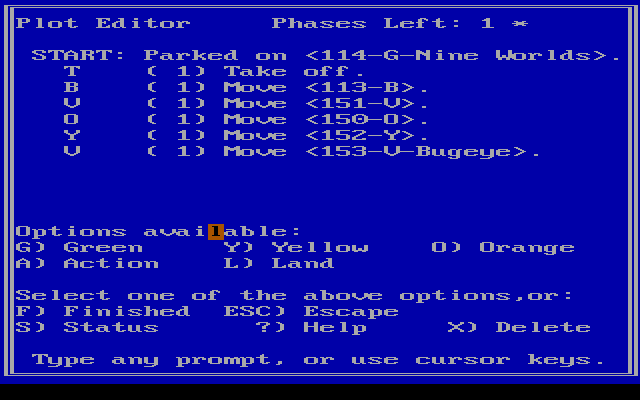 Plot Editor     Phases Left: 1 *
START: Parked on <114-G-Nine Worlds>.
T    ( 1) Take off.
B    ( 1) Move <113-B>.
V    ( 1) Move <151-V>.
O    ( 1) Move <150-O>.
Y    ( 1) Move <152-Y>.
V    ( 1) Move <153-V-Bugeye>.
Options available:
G) Green     Y) Yellow    O) Orange
A) Action    L) Land
Select one of the above options,or:
F) Finished  ESC) Escape
S) Status      ?) Help     X) Delete
Type any prompt, or use cursor keys.